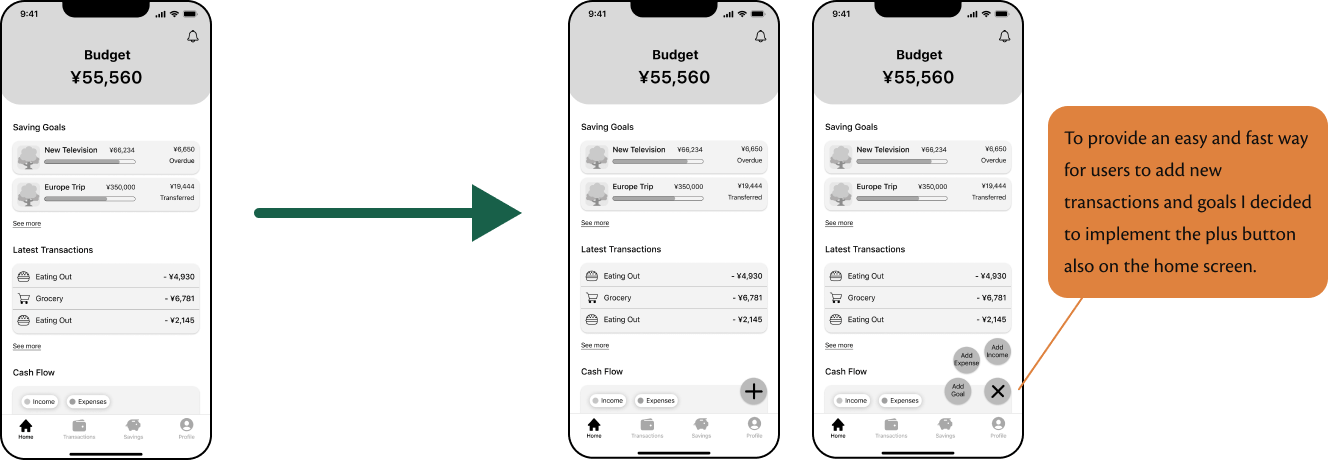 9:41
Budget
¥55,560
Saving Goals
New Television ¥66,234 ¥6,650
Overdue
Europe Trip ¥350,000 ¥19,444
Transferred
See more
Latest Transactions
Eating Out - ¥4,930
Grocery - ¥6,781
Eating Out - ¥2,145
See more
Cash Flow
Income Expenses
Home Transactions Savings Profile
9:41
Budget
¥55,560
Saving Goals
New Television ¥66,234 ¥6,650
Overdue
Europe Trip ¥350,000 ¥19,444
Transferred
See more
Latest Transactions
Eating Out - ¥4,930
Grocery - ¥6,781
Eating Out - ¥2,145
See more
Cash Flow
Income Expenses
Home Transactions Savings Profile
9:41
Budget
¥55,560
Saving Goals
New Television ¥66,234 ¥6,650
Overdue
Europe Trip ¥350,000 ¥19,444
Transferred
See more
Latest Transactions
Eating Out - ¥4,930
Grocery - ¥6,781
Eating Out - ¥2,145
See more
Add
Income
Add
Expense
Cash Flow
Add
Goal
Income Expenses
Home Transactions Savings Profile
To provide an easy and fast way
for users to add new
transactions and goals I decided
to implement the plus button
also on the home screen.